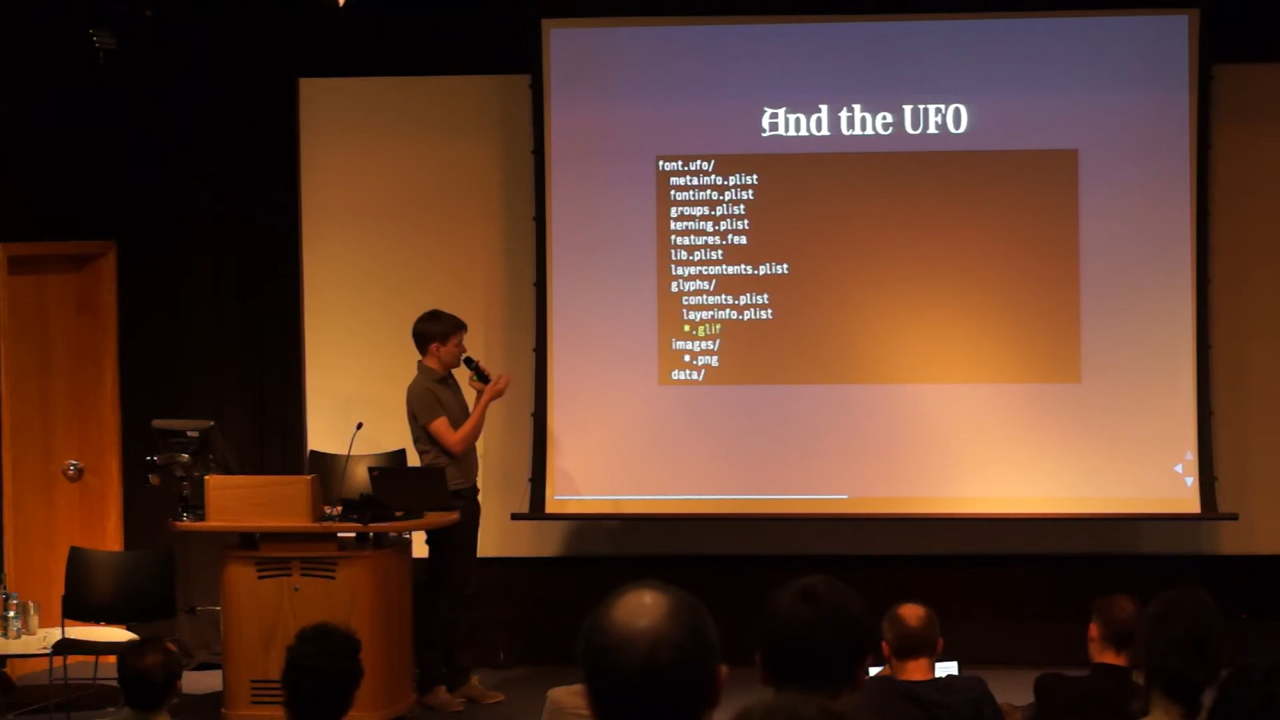 And the UFO
font.ufo/
metainfo.plist
fontinfo.plist
groups.plist
kerning.plist
features.fea
lib.plist
layercontents.plist
glyphs/
contents.plist
layerinfo.plist
*.glif
images/
*.png
data/